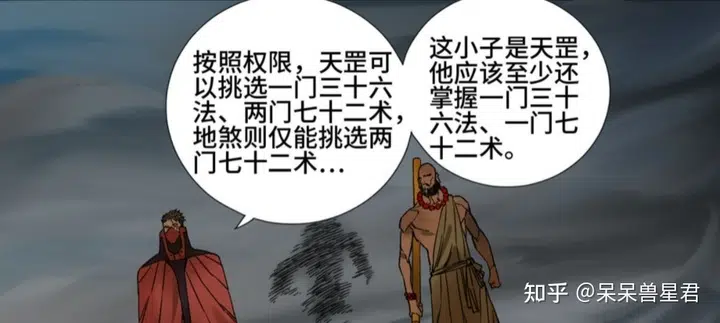 按照权限，天罡可
以挑选一门三十六
法、两门七十二术，
地煞则仅能挑选两
门七十二术...
这小子是天罡，
他应该至少还
掌握一门三十
六法、一门七
十二术。
知乎 @呆呆兽星君